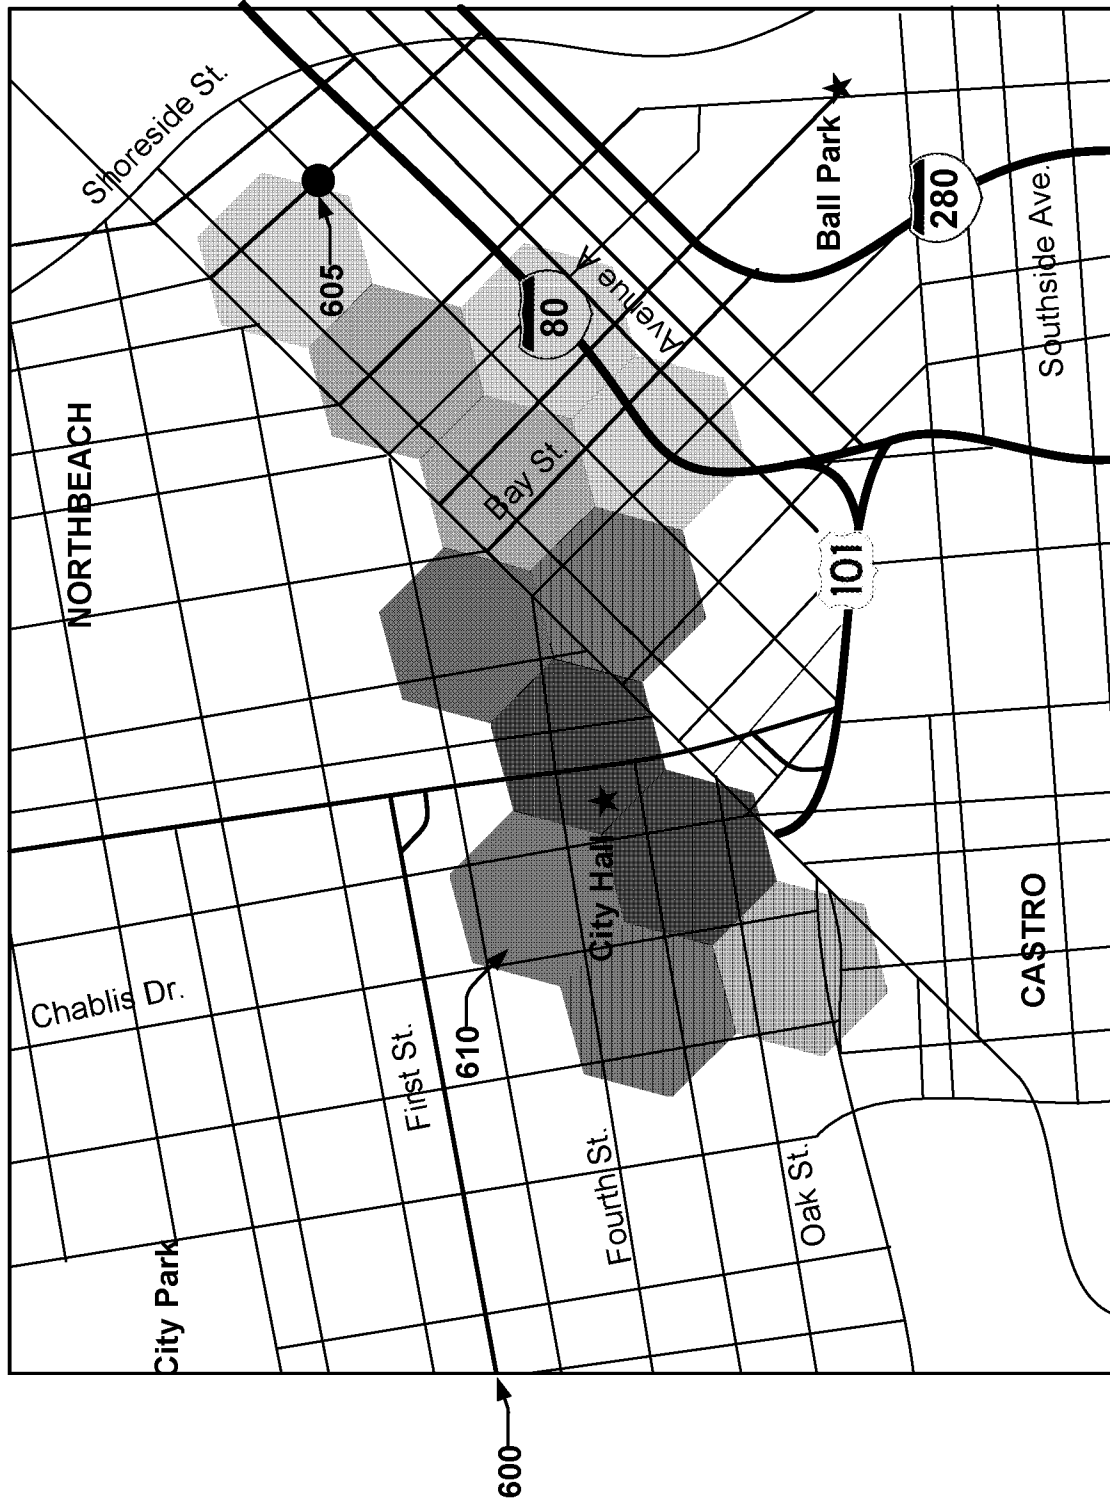 Shoreside St.
605
NORTHBEACH
80
Avenue A
Ball Park
280
Southside Ave.
Bay St.
101
City Hall
Chablis Dr.
First St.
610
CASTRO
City Park
Fourth St.
Oak St.
600